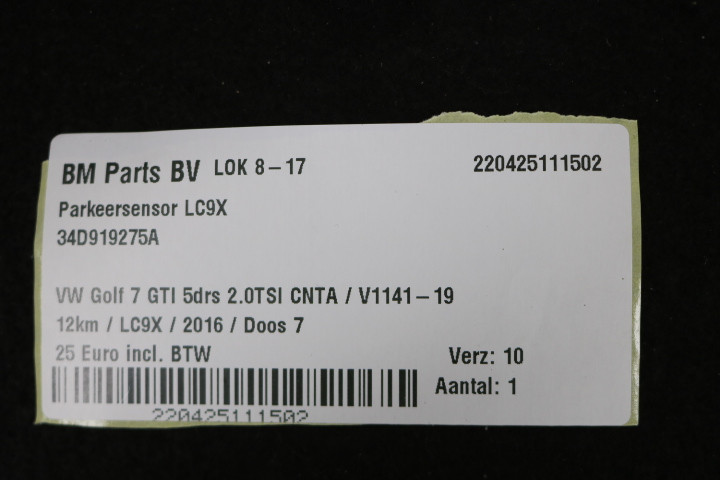 BM Parts BV LOK 8-17 220425111502
Parkeersensor LC9X
34D919275A
VW Golf 7 GTI 5drs 2.0TSI CNTA / V1141-19
12km / LC9X / 2016 / Doos 7
25 Euro incl. BTW Verz: 10
Aantal: 1
220425111502